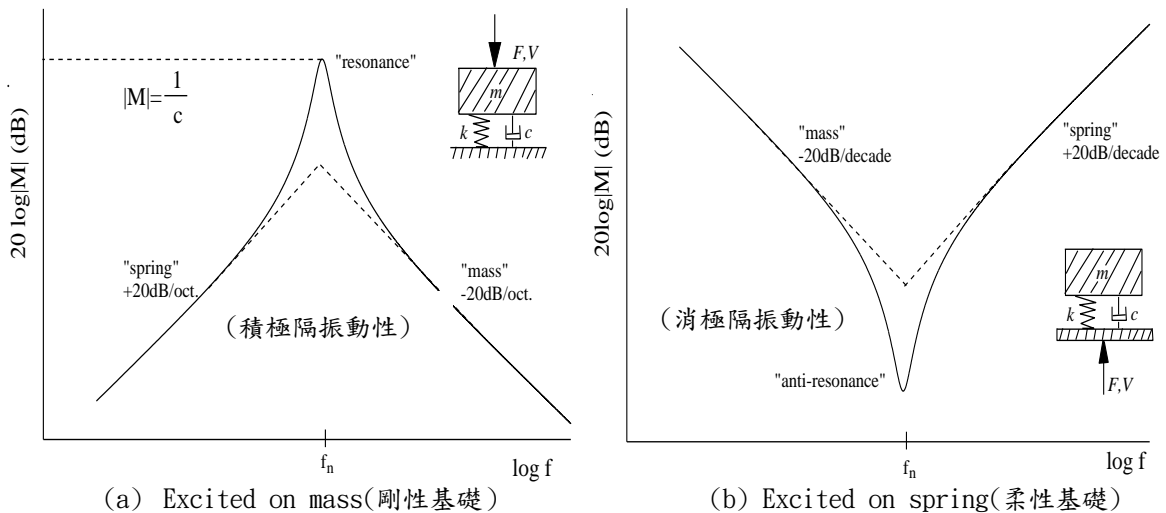 20 log|M| (dB)
|M|=1/c
"resonance"
F,V
m
k
c
"spring"
+20dB/oct.
"mass"
-20dB/oct.
(積極隔振動性)
f_n
log f
(a) Excited on mass(剛性基礎)
20log|M| (dB)
"mass"
-20dB/decade
"spring"
+20dB/decade
(消極隔振動性)
"anti-resonance"
m
k
c
F,V
f_n
log f
(b) Excited on spring(柔性基礎)